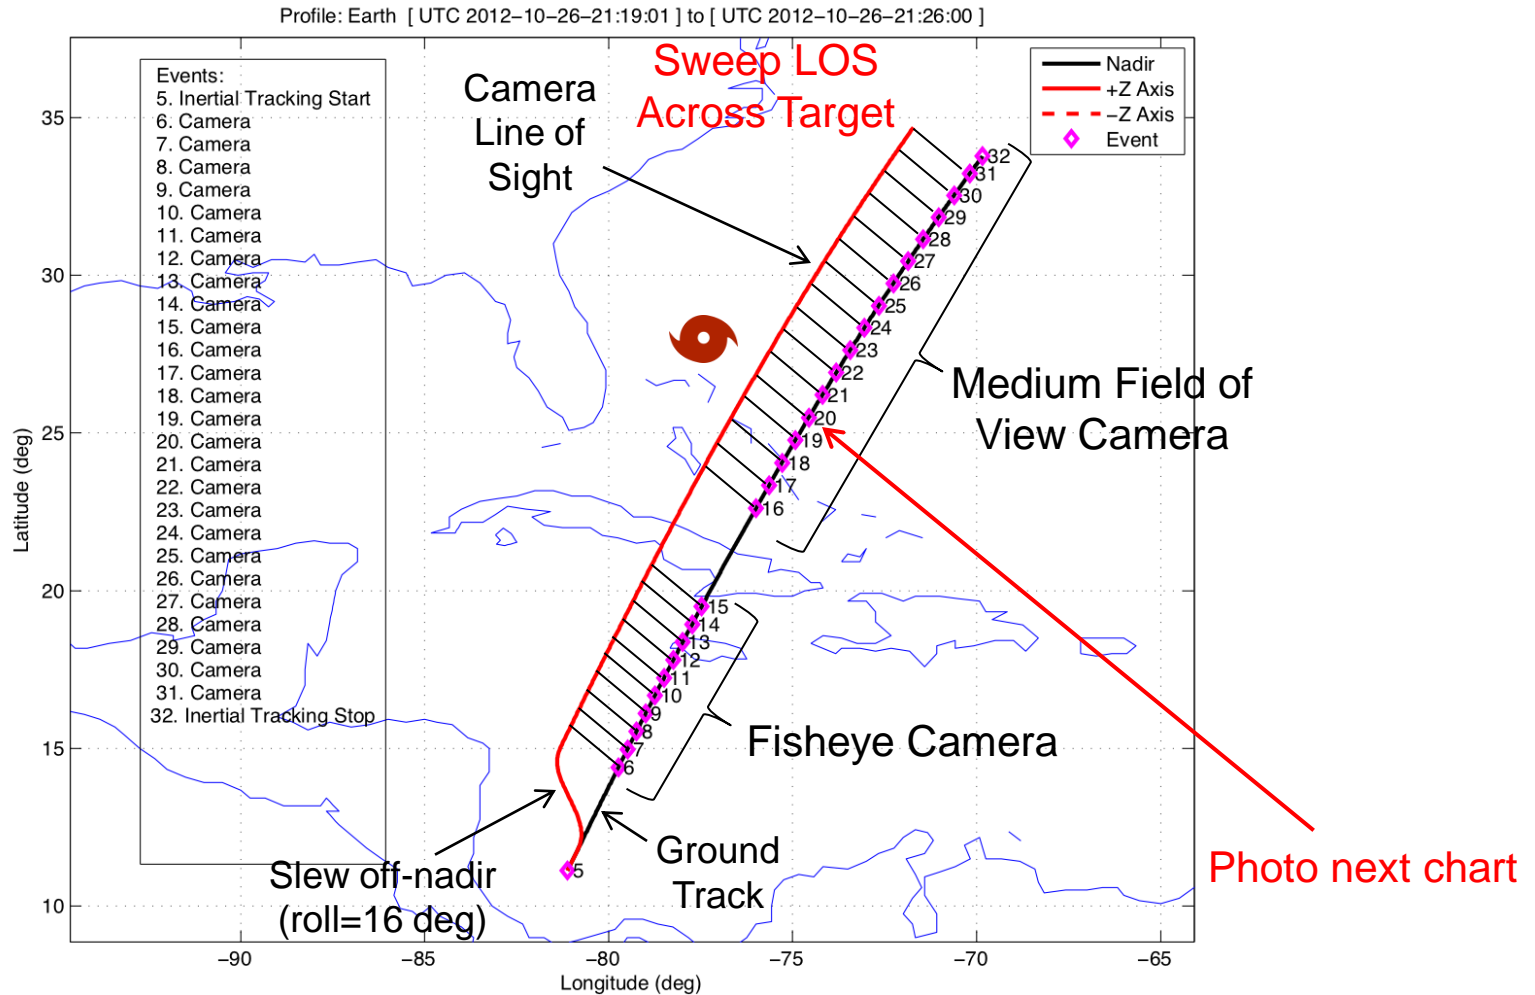 Profile: Earth [ UTC 2012−10−26−21:19:01 ] to [ UTC 2012−10−26−21:26:00 ]
Events:
5. Inertial Tracking Start
6. Camera
7. Camera
8. Camera
9. Camera
10. Camera
11. Camera
12. Camera
13. Camera
14. Camera
15. Camera
16. Camera
17. Camera
18. Camera
19. Camera
20. Camera
21. Camera
22. Camera
23. Camera
24. Camera
25. Camera
26. Camera
27. Camera
28. Camera
29. Camera
30. Camera
31. Camera
32. Inertial Tracking Stop
Camera
Line of
Sight
Sweep LOS
Across Target
Nadir
+Z Axis
−Z Axis
Event
32
31
30
29
28
27
26
25
24
23
22
21
20
19
18
17
16
15
14
13
12
11
10
9
8
7
6
5
Medium Field of
View Camera
Fisheye Camera
Ground
Track
Slew off-nadir
(roll=16 deg)
Photo next chart
35
30
25
20
15
10
Latitude (deg)
−90
−85
−80
−75
−70
−65
Longitude (deg)